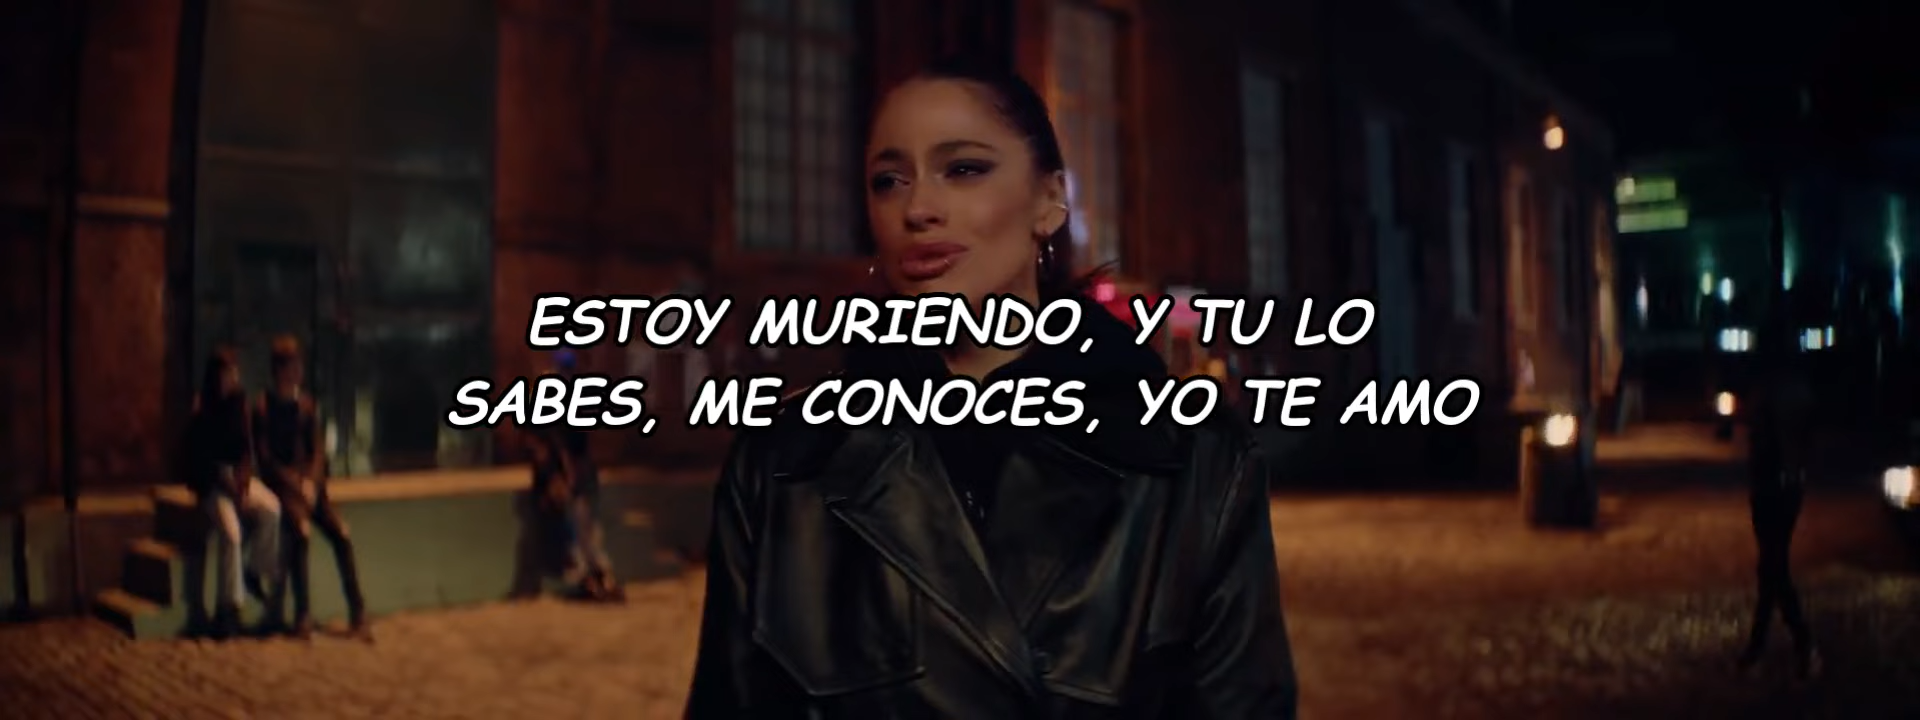 ESTOY MURIENDO, Y TU LO
SABES, ME CONOCES, YO TE AMO